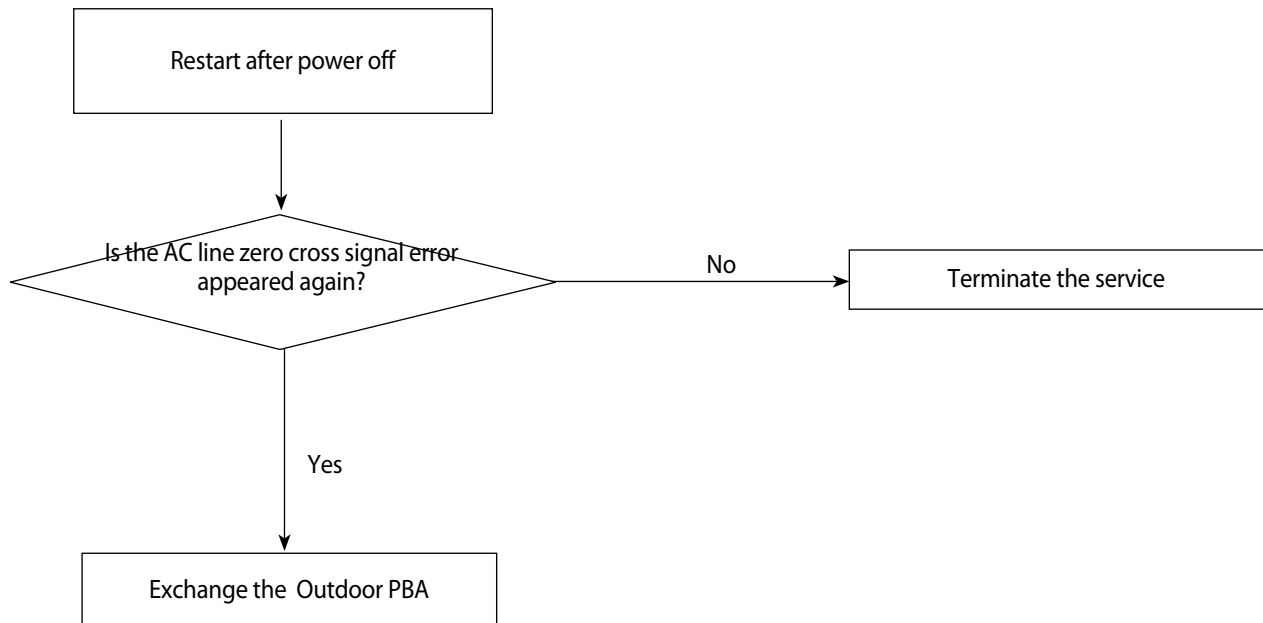 Restart after power off
Is the AC line zero cross signal error
appeared again?
No
Terminate the service
Yes
Exchange the Outdoor PBA